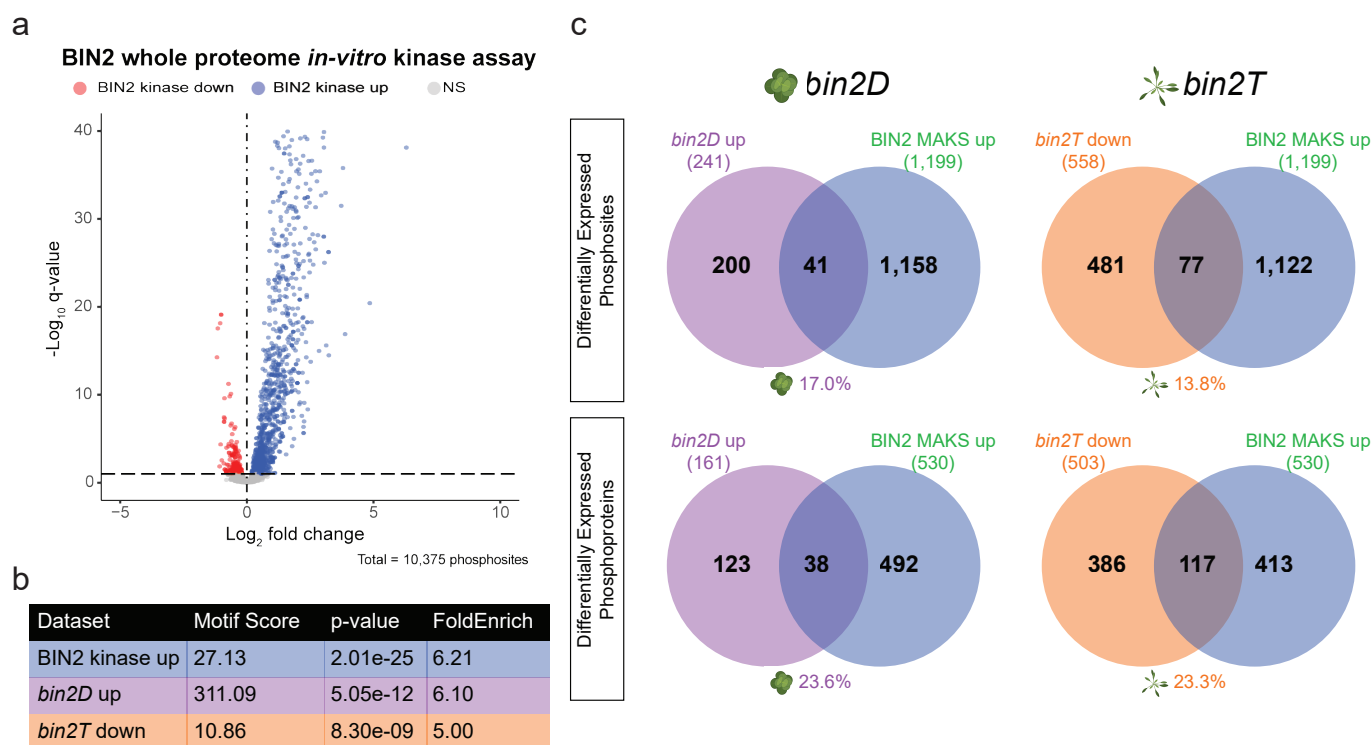 a
BIN2 whole proteome in-vitro kinase assay
BIN2 kinase down BIN2 kinase up NS
-Log10 q-value
40
30
20
10
0
−5 0 5 10
Log2 fold change
Total = 10,375 phosphosites
b
Dataset Motif Score p-value FoldEnrich
BIN2 kinase up 27.13 2.01e-25 6.21
bin2D up 311.09 5.05e-12 6.10
bin2T down 10.86 8.30e-09 5.00
c
bin2D bin2T
Differentially Expressed
Phosphosites
bin2D up BIN2 MAKS up
(241) (1,199)
200 41 1,158
17.0%
bin2T down BIN2 MAKS up
(558) (1,199)
481 77 1,122
13.8%
Differentially Expressed
Phosphoproteins
bin2D up BIN2 MAKS up
(161) (530)
123 38 492
23.6%
bin2T down BIN2 MAKS up
(503) (530)
386 117 413
23.3%